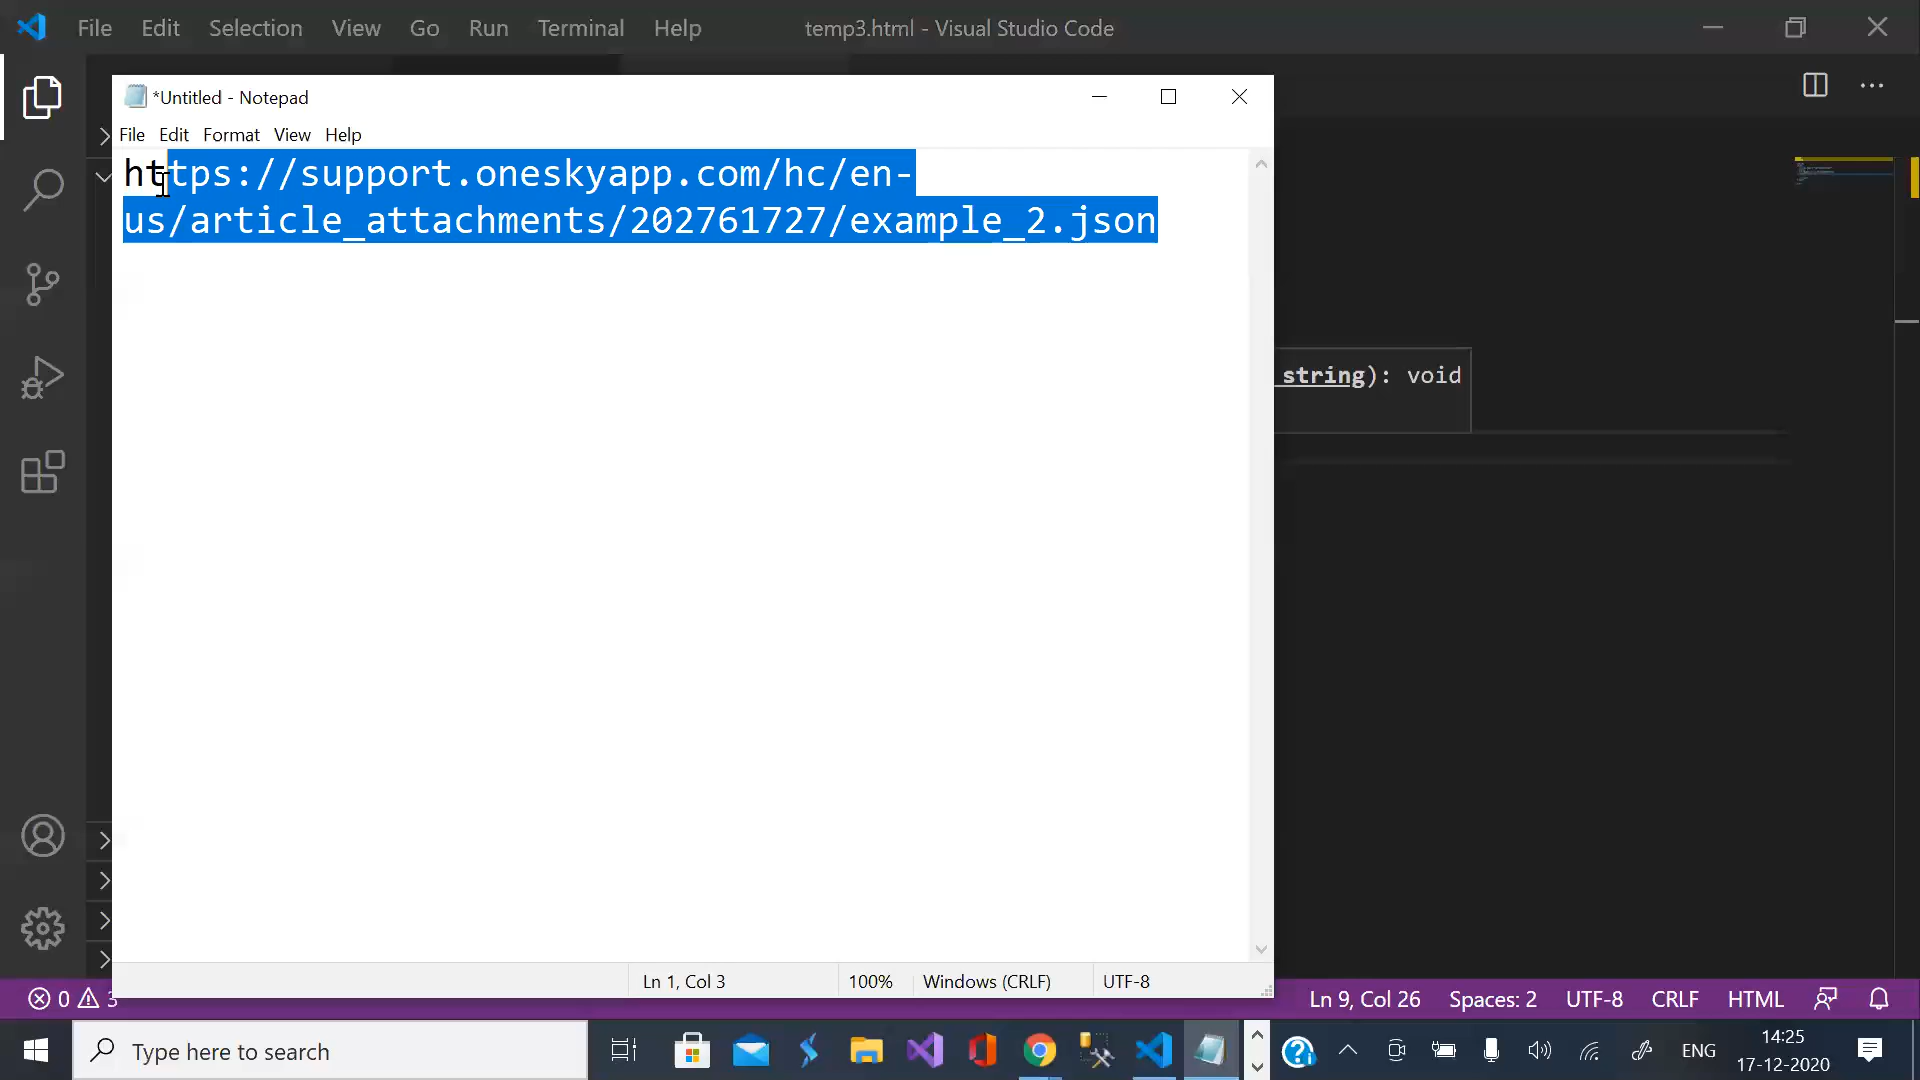 File Edit Selection View Go Run Terminal Help temp3.html - Visual Studio Code
*Untitled - Notepad
File Edit Format View Help
https://support.oneskyapp.com/hc/en-
us/article_attachments/202761727/example_2.json
string): void
Ln 1, Col 3 100% Windows (CRLF) UTF-8
0 3 Ln 9, Col 26 Spaces: 2 UTF-8 CRLF HTML
Type here to search
ENG
14:25
17-12-2020